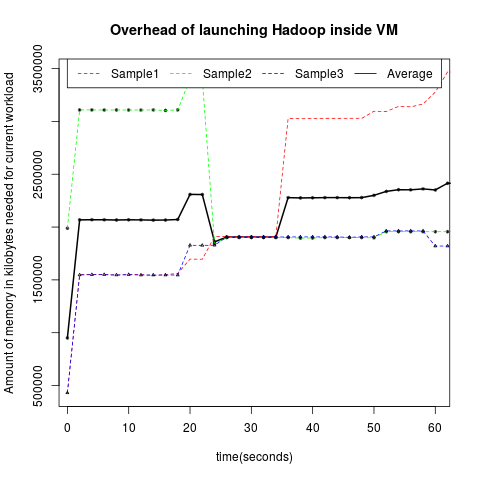 Overhead of launching Hadoop inside VM
Amount of memory in kilobytes needed for current workload
3500000
2500000
1500000
500000
Sample1 Sample2 Sample3 Average
0 10 20 30 40 50 60
time(seconds)